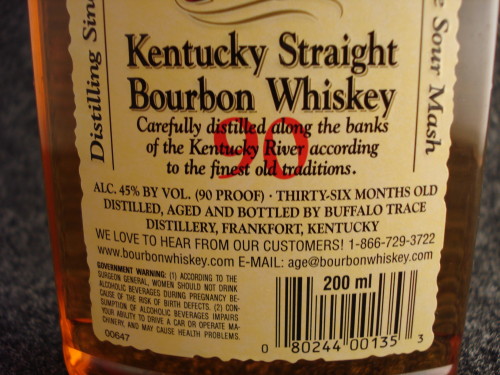 Kentucky Straight
Bourbon Whiskey
90
Carefully distilled along the banks
of the Kentucky River according
to the finest old traditions.
Distilling Sinc
Sour Mash
ALC. 45% BY VOL. (90 PROOF) · THIRTY-SIX MONTHS OLD
DISTILLED, AGED AND BOTTLED BY BUFFALO TRACE
DISTILLERY, FRANKFORT, KENTUCKY
WE LOVE TO HEAR FROM OUR CUSTOMERS! 1-866-729-3722
www.bourbonwhiskey.com E-MAIL: age@bourbonwhiskey.com
GOVERNMENT WARNING: (1) ACCORDING TO THE
SURGEON GENERAL, WOMEN SHOULD NOT DRINK
ALCOHOLIC BEVERAGES DURING PREGNANCY BE-
CAUSE OF THE RISK OF BIRTH DEFECTS. (2) CON-
SUMPTION OF ALCOHOLIC BEVERAGES IMPAIRS
YOUR ABILITY TO DRIVE A CAR OR OPERATE MA-
CHINERY, AND MAY CAUSE HEALTH PROBLEMS.
00647
200 ml
0 80244 00135 3